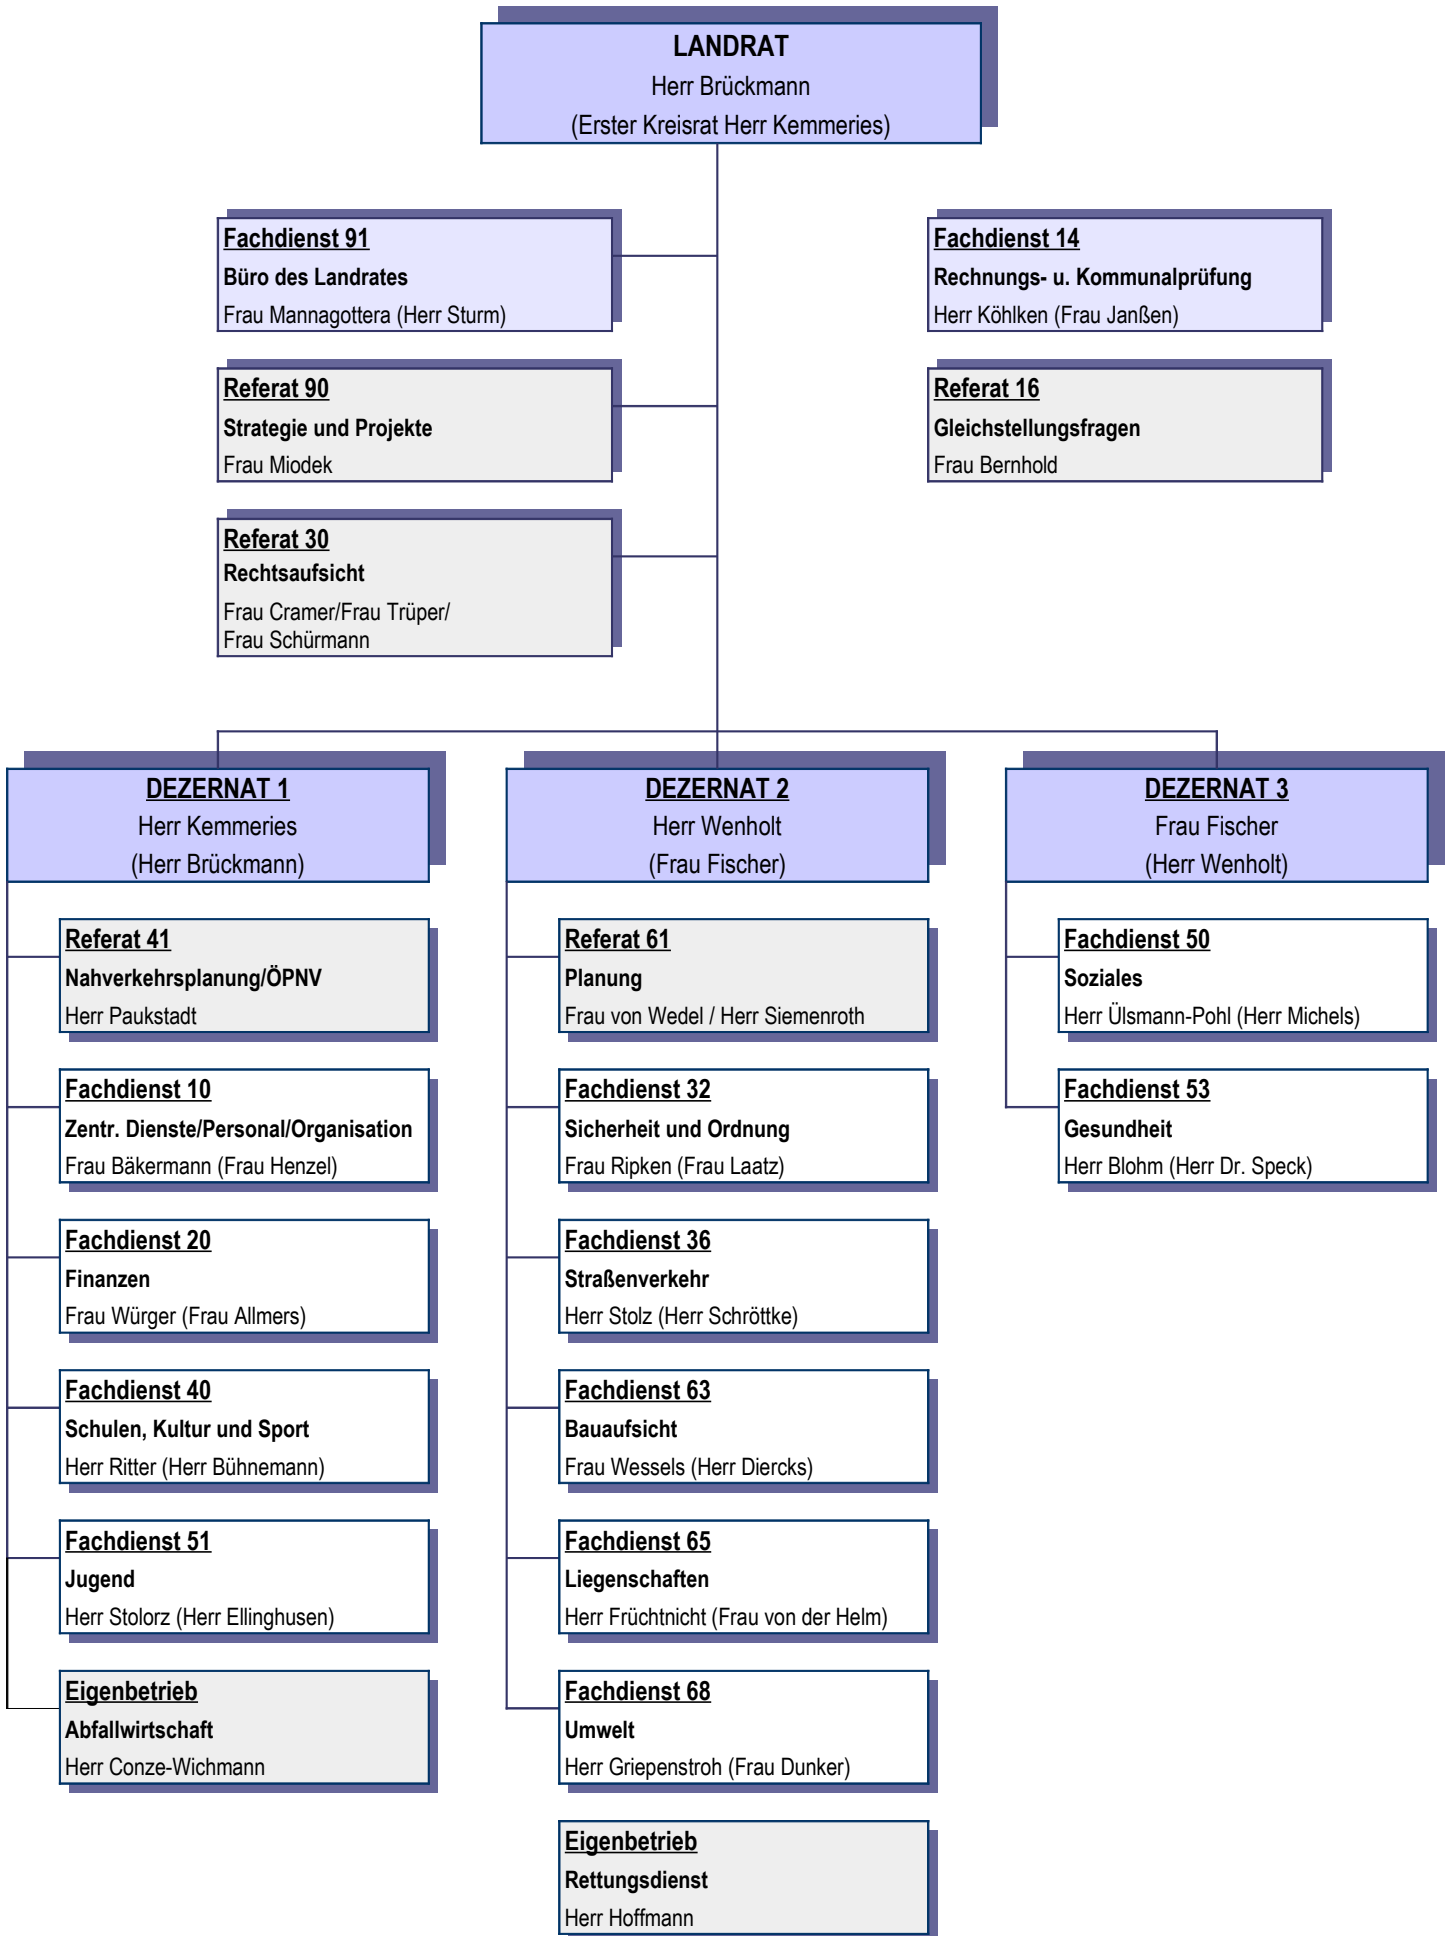 LANDRAT
Herr Brückmann
(Erster Kreisrat Herr Kemmeries)
Fachdienst 91
Büro des Landrates
Frau Mannagottera (Herr Sturm)
Fachdienst 14
Rechnungs- u. Kommunalprüfung
Herr Köhlken (Frau Janßen)
Referat 90
Strategie und Projekte
Frau Miodek
Referat 16
Gleichstellungsfragen
Frau Bernhold
Referat 30
Rechtsaufsicht
Frau Cramer/Frau Trüper/
Frau Schürmann
DEZERNAT 1
Herr Kemmeries
(Herr Brückmann)
Referat 41
Nahverkehrsplanung/ÖPNV
Herr Paukstadt
Fachdienst 10
Zentr. Dienste/Personal/Organisation
Frau Bäkermann (Frau Henzel)
Fachdienst 20
Finanzen
Frau Würger (Frau Allmers)
Fachdienst 40
Schulen, Kultur und Sport
Herr Ritter (Herr Bühnemann)
Fachdienst 51
Jugend
Herr Stolorz (Herr Ellinghusen)
Eigenbetrieb
Abfallwirtschaft
Herr Conze-Wichmann
DEZERNAT 2
Herr Wenholt
(Frau Fischer)
Referat 61
Planung
Frau von Wedel / Herr Siemenroth
Fachdienst 32
Sicherheit und Ordnung
Frau Ripken (Frau Laatz)
Fachdienst 36
Straßenverkehr
Herr Stolz (Herr Schröttke)
Fachdienst 63
Bauaufsicht
Frau Wessels (Herr Diercks)
Fachdienst 65
Liegenschaften
Herr Früchtnicht (Frau von der Helm)
Fachdienst 68
Umwelt
Herr Griepenstroh (Frau Dunker)
Eigenbetrieb
Rettungsdienst
Herr Hoffmann
DEZERNAT 3
Frau Fischer
(Herr Wenholt)
Fachdienst 50
Soziales
Herr Ülsmann-Pohl (Herr Michels)
Fachdienst 53
Gesundheit
Herr Blohm (Herr Dr. Speck)